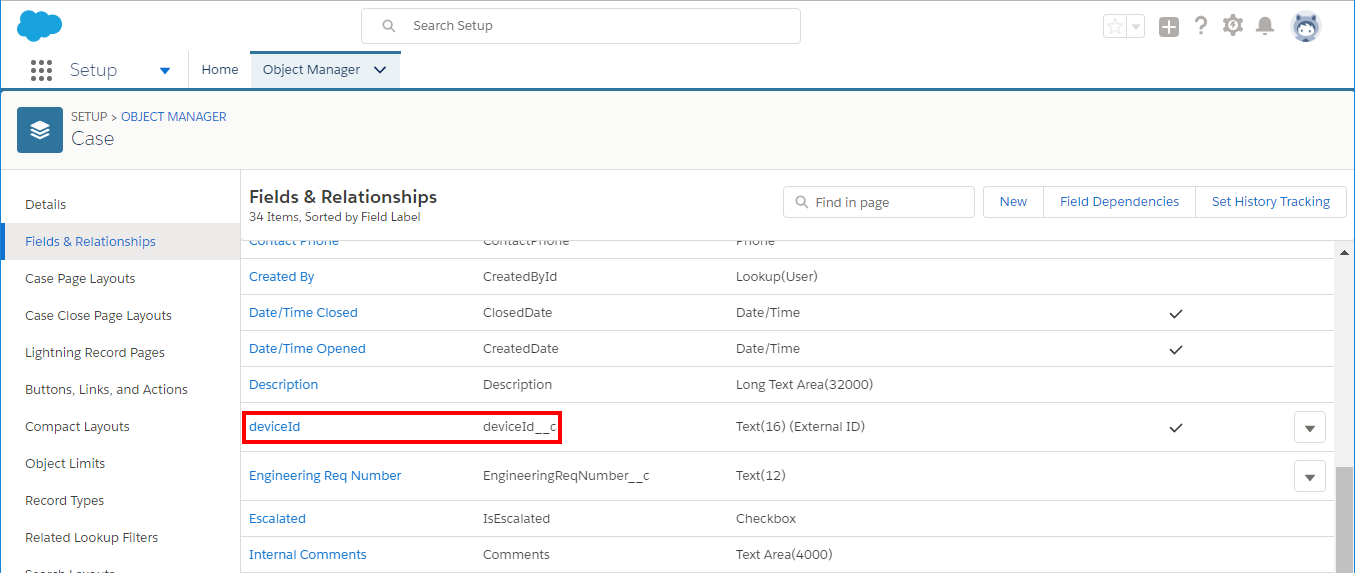 Search Setup
Setup Home Object Manager
SETUP > OBJECT MANAGER
Case
Details
Fields & Relationships
Case Page Layouts
Case Close Page Layouts
Lightning Record Pages
Buttons, Links, and Actions
Compact Layouts
Object Limits
Record Types
Related Lookup Filters
Search Layouts
Fields & Relationships
34 Items, Sorted by Field Label
Find in page
New Field Dependencies Set History Tracking
Contact Phone ContactPhone Phone
Created By CreatedById Lookup(User)
Date/Time Closed ClosedDate Date/Time
Date/Time Opened CreatedDate Date/Time
Description Description Long Text Area(32000)
deviceId deviceId__c Text(16) (External ID)
Engineering Req Number EngineeringReqNumber__c Text(12)
Escalated IsEscalated Checkbox
Internal Comments Comments Text Area(4000)